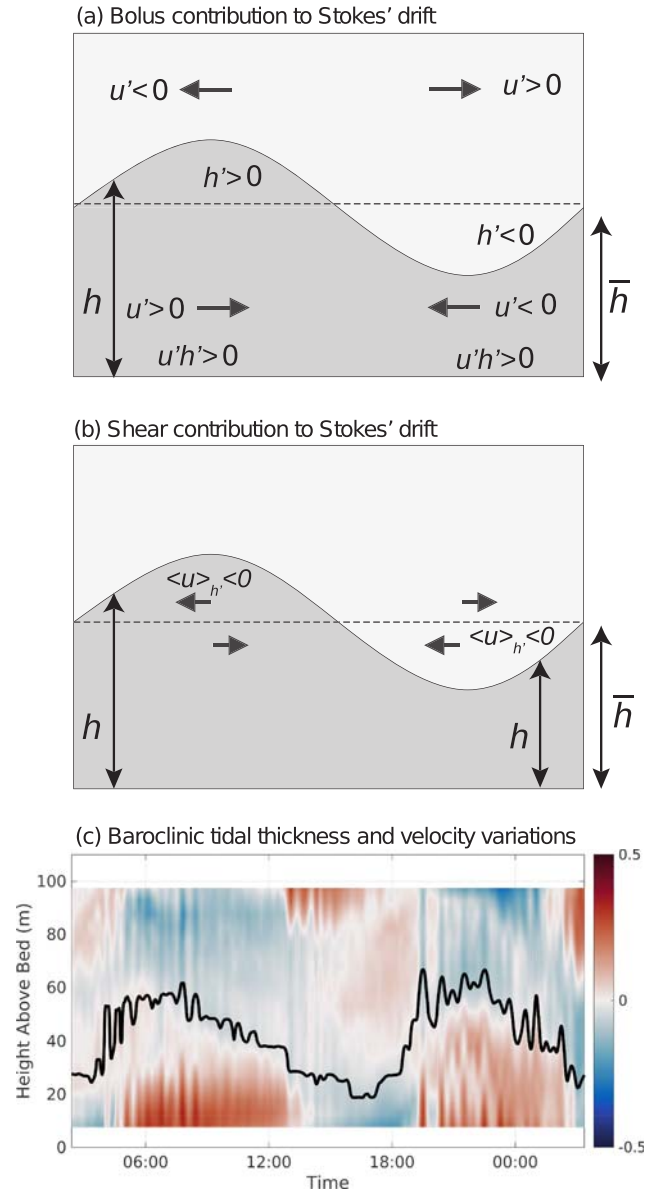 (a) Bolus contribution to Stokes' drift
u'<0
u'>0
h'>0
h'<0
h
u'>0
u'< 0
h̅
u'h'>0
u'h'>0
(b) Shear contribution to Stokes' drift
<u>h'<0
<u>h'<0
h
h
h̅
(c) Baroclinic tidal thickness and velocity variations
0.5
100
80
60
0
40
20
0
-0.5
Height Above Bed (m)
06:00 12:00 18:00 00:00
Time